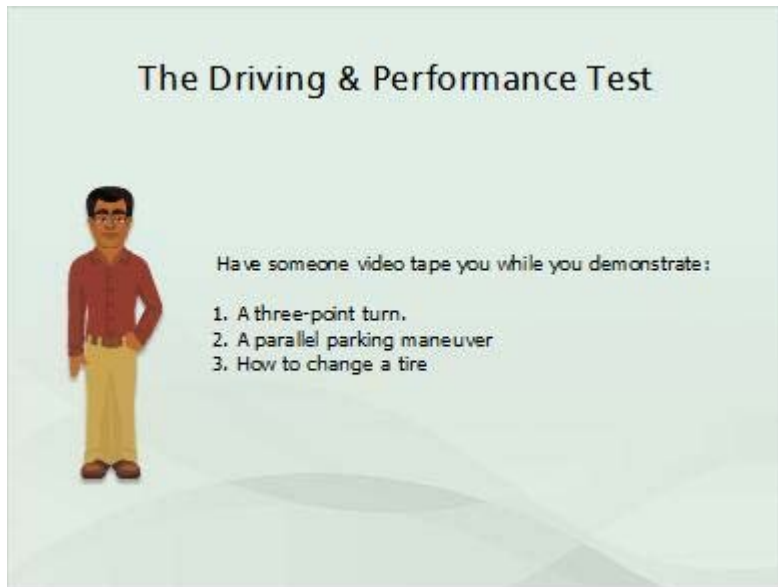 The Driving & Performance Test
Have someone video tape you while you demonstrate:
1. A three-point turn.
2. A parallel parking maneuver
3. How to change a tire